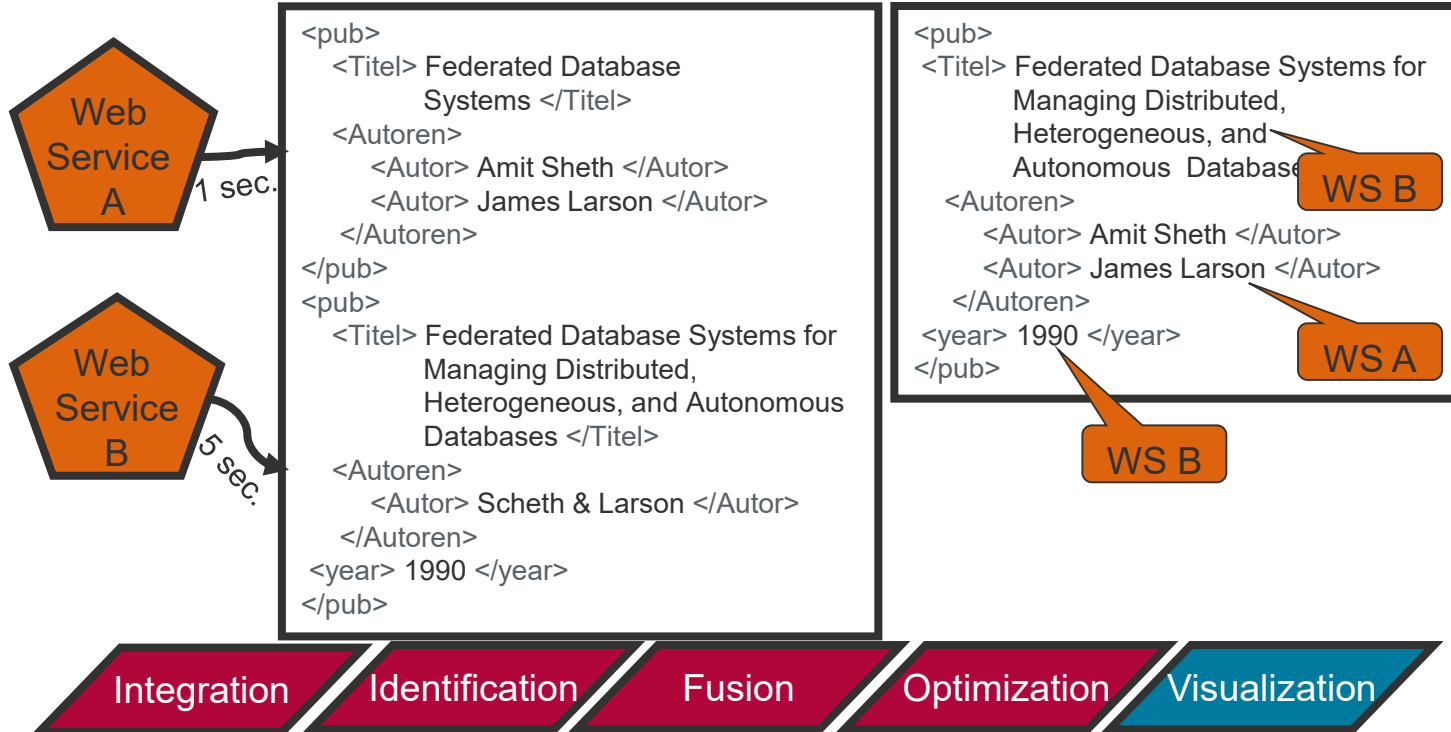 Web
Service
A
1 sec.
Web
Service
B
5 sec.
<pub>
<Titel> Federated Database
Systems </Titel>
<Autoren>
<Autor> Amit Sheth </Autor>
<Autor> James Larson </Autor>
</Autoren>
</pub>
<pub>
<Titel> Federated Database Systems for
Managing Distributed,
Heterogeneous, and Autonomous
Databases </Titel>
<Autoren>
<Autor> Scheth & Larson </Autor>
</Autoren>
<year> 1990 </year>
</pub>
<pub>
<Titel> Federated Database Systems for
Managing Distributed,
Heterogeneous, and
Autonomous Database
WS B
<Autoren>
<Autor> Amit Sheth </Autor>
<Autor> James Larson </Autor>
</Autoren>
<year> 1990 </year>
</pub>
WS A
WS B
Integration
Identification
Fusion
Optimization
Visualization